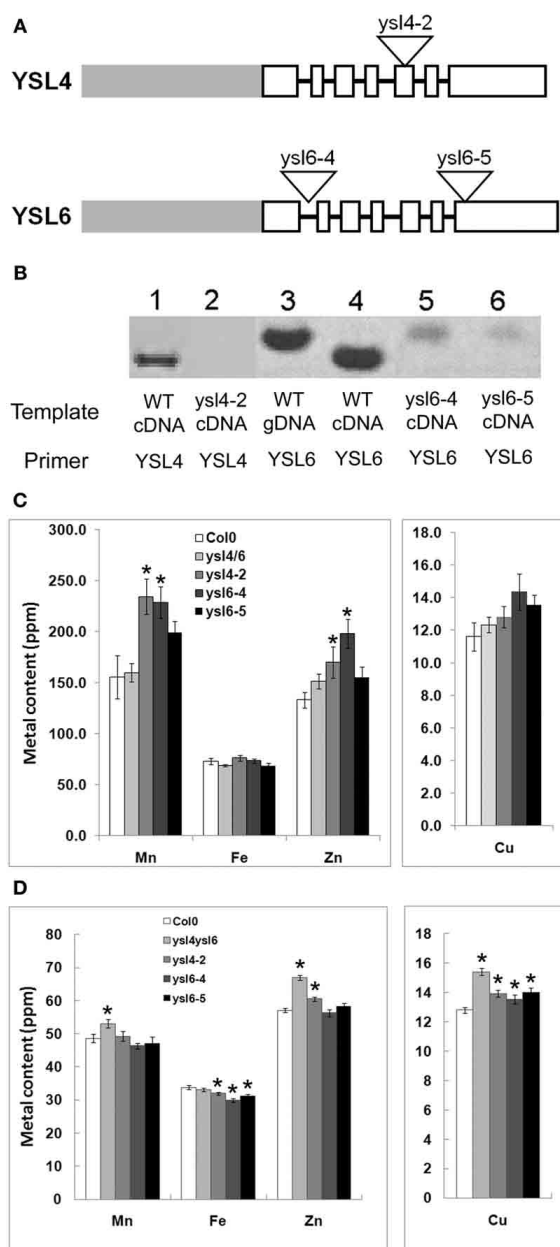 A
ysl4-2
YSL4
ysl6-4 ysl6-5
YSL6
B
1 2 3 4 5 6
Template WT cDNA ysl4-2 cDNA WT gDNA WT cDNA ysl6-4 cDNA ysl6-5 cDNA
Primer YSL4 YSL4 YSL6 YSL6 YSL6 YSL6
C
Metal content (ppm)
300.0
250.0
200.0
150.0
100.0
50.0
0.0
Col0
ysl4/6
ysl4-2
ysl6-4
ysl6-5
* * * *
Mn Fe Zn
18.0
16.0
14.0
12.0
10.0
8.0
6.0
4.0
2.0
0.0
Cu
D
Metal content (ppm)
80
70
60
50
40
30
20
10
0
Col0
ysl4ysl6
ysl4-2
ysl6-4
ysl6-5
* * * * * *
Mn Fe Zn
18
16
14
12
10
8
6
4
2
0
* * * *
Cu